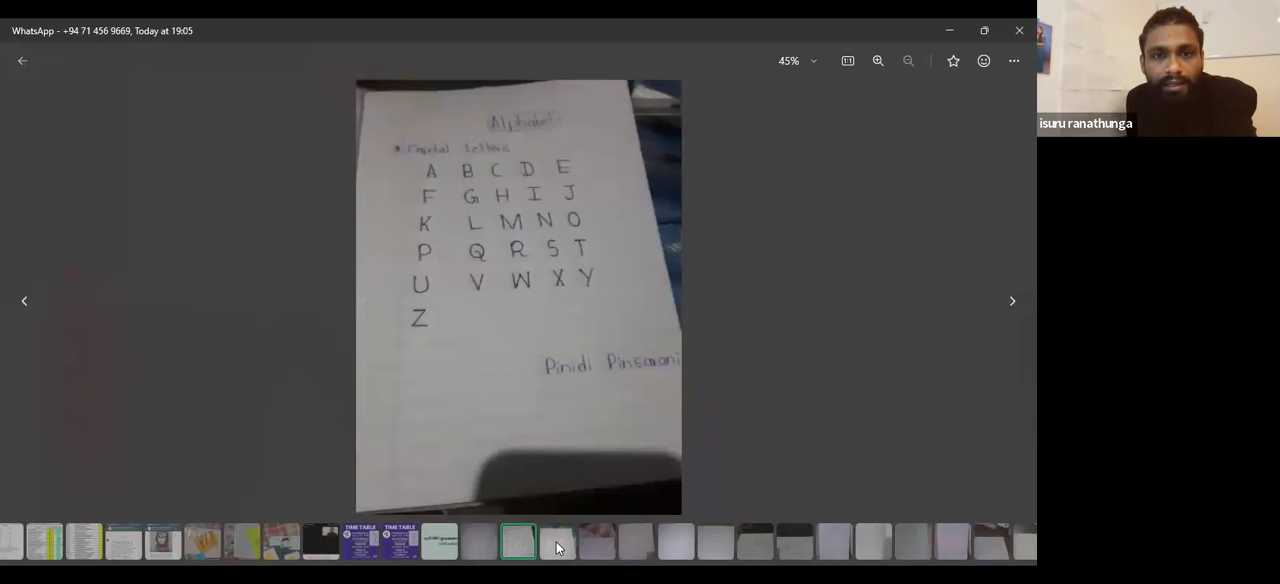 WhatsApp - +94 71 456 9669, Today at 19:05
45%
isuru ranathunga
Alphabet
* Capital Letters
A B C D E
F G H I J
K L M N O
P Q R S T
U V W X Y
Z
Pinidi Pinsarani
TIME TABLE TIME TABLE